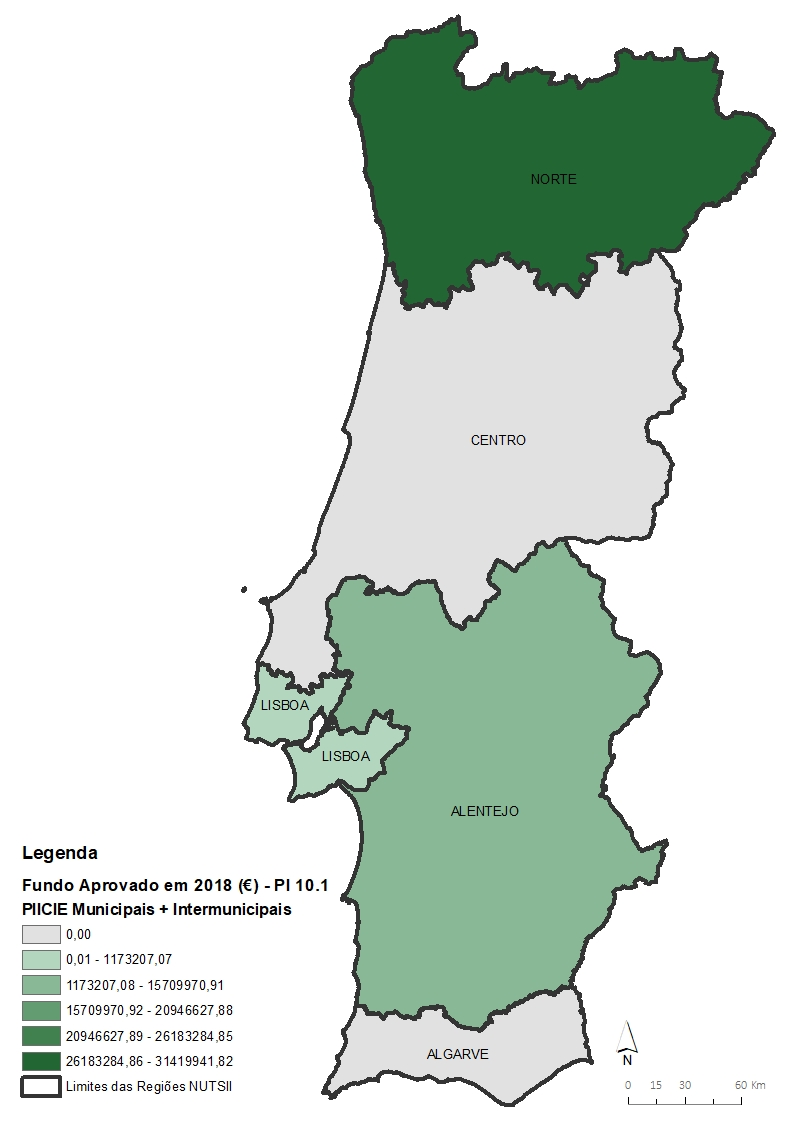 NORTE
CENTRO
LISBOA
LISBOA
ALENTEJO
ALGARVE
Legenda
Fundo Aprovado em 2018 (€) - PI 10.1
PIICIE Municipais + Intermunicipais
0,00
0,01 - 1173207,07
1173207,08 - 15709970,91
15709970,92 - 20946627,88
20946627,89 - 26183284,85
26183284,86 - 31419941,82
Limites das Regiões NUTSII
N
0 15 30 60 Km